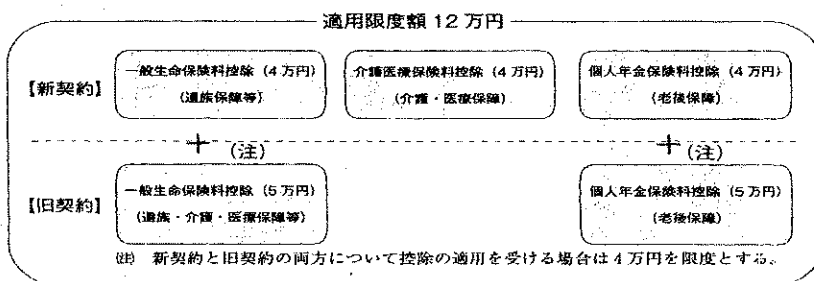 適用限度額 12 万円
【新契約】
一般生命保険料控除（４万円）
（遺族保障等）
介護医療保険料控除（４万円）
（介護・医療保障）
個人年金保険料控除（４万円）
（老後保障）
＋（注）
＋（注）
【旧契約】
一般生命保険料控除（５万円）
（遺族・介護・医療保障等）
個人年金保険料控除（５万円）
（老後保障）
㊟　新契約と旧契約の両方について控除の適用を受ける場合は４万円を限度とする。